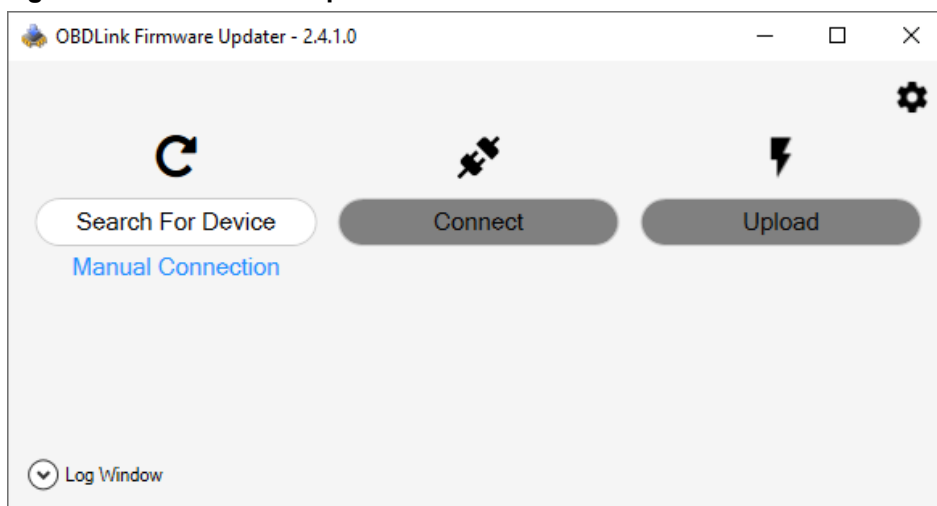 OBDLink Firmware Updater - 2.4.1.0
Search For Device
Connect
Upload
Manual Connection
Log Window